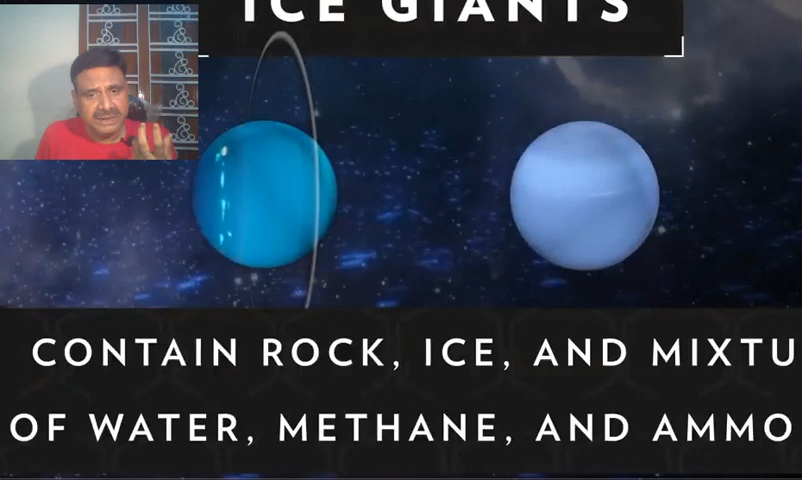 ICE GIANTS
CONTAIN ROCK, ICE, AND MIXTU
OF WATER, METHANE, AND AMMO